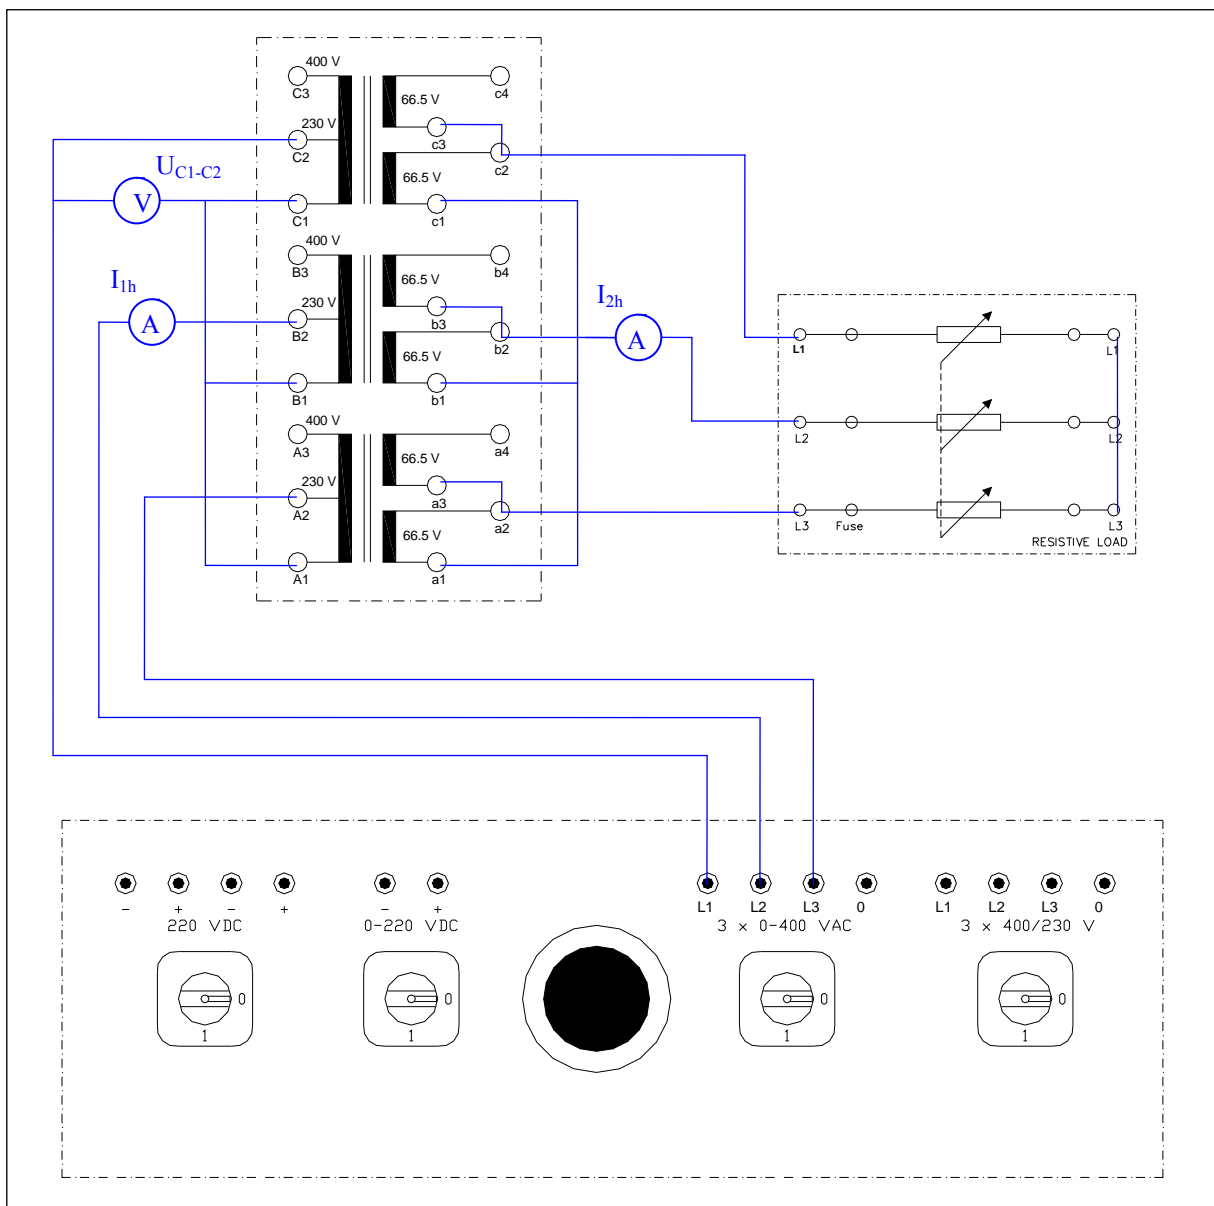 400 V
C3
c4
66.5 V
230 V
c3
C2
c2
U_C1-C2
V
66.5 V
C1
c1
400 V
B3
b4
I_1h
66.5 V
I_2h
230 V
b3
A
B2
b2
A
66.5 V
L1
L1
B1
b1
400 V
A3
a4
L2
L2
66.5 V
230 V
a3
A2
a2
L3
Fuse
L3
66.5 V
RESISTIVE LOAD
A1
a1
- + - +
220 VDC
- +
0-220 VDC
L1 L2 L3 0
3 x 0-400 VAC
L1 L2 L3 0
3 x 400/230 V
0
1
0
1
0
1
0
1